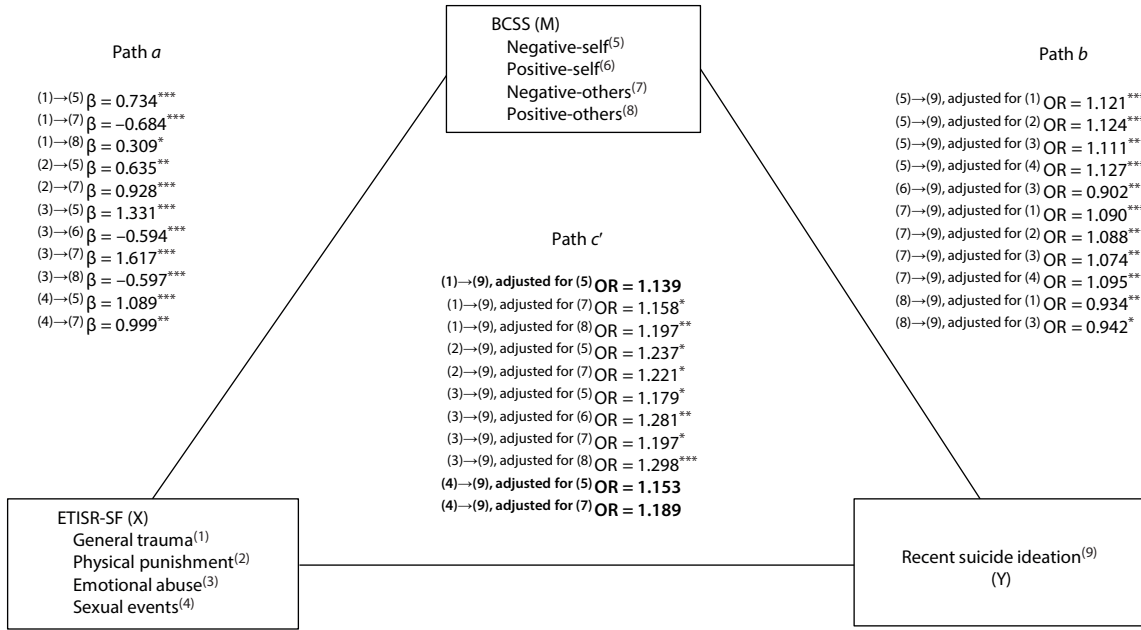 BCSS (M)
Negative-self(5)
Positive-self(6)
Negative-others(7)
Positive-others(8)
Path a
(1)→(5) β = 0.734***
(1)→(7) β = –0.684***
(1)→(8) β = 0.309*
(2)→(5) β = 0.635**
(2)→(7) β = 0.928***
(3)→(5) β = 1.331***
(3)→(6) β = –0.594***
(3)→(7) β = 1.617***
(3)→(8) β = –0.597***
(4)→(5) β = 1.089***
(4)→(7) β = 0.999**
Path b
(5)→(9), adjusted for (1) OR = 1.121***
(5)→(9), adjusted for (2) OR = 1.124***
(5)→(9), adjusted for (3) OR = 1.111***
(5)→(9), adjusted for (4) OR = 1.127***
(6)→(9), adjusted for (3) OR = 0.902**
(7)→(9), adjusted for (1) OR = 1.090***
(7)→(9), adjusted for (2) OR = 1.088***
(7)→(9), adjusted for (3) OR = 1.074**
(7)→(9), adjusted for (4) OR = 1.095***
(8)→(9), adjusted for (1) OR = 0.934**
(8)→(9), adjusted for (3) OR = 0.942*
Path c′
(1)→(9), adjusted for (5) OR = 1.139
(1)→(9), adjusted for (7) OR = 1.158*
(1)→(9), adjusted for (8) OR = 1.197**
(2)→(9), adjusted for (5) OR = 1.237*
(2)→(9), adjusted for (7) OR = 1.221*
(3)→(9), adjusted for (5) OR = 1.179*
(3)→(9), adjusted for (6) OR = 1.281**
(3)→(9), adjusted for (7) OR = 1.197*
(3)→(9), adjusted for (8) OR = 1.298***
(4)→(9), adjusted for (5) OR = 1.153
(4)→(9), adjusted for (7) OR = 1.189
ETISR-SF (X)
General trauma(1)
Physical punishment(2)
Emotional abuse(3)
Sexual events(4)
Recent suicide ideation(9)
(Y)